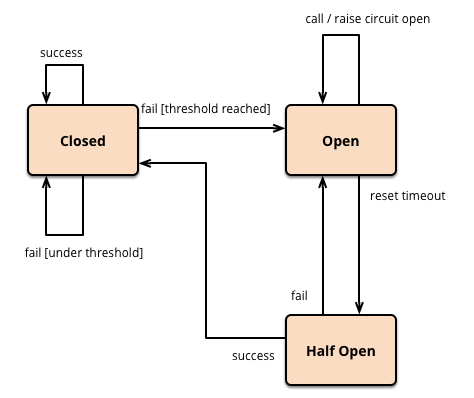 call / raise circuit open
success
fail [threshold reached]
Closed
Open
reset timeout
fail [under threshold]
fail
success
Half Open